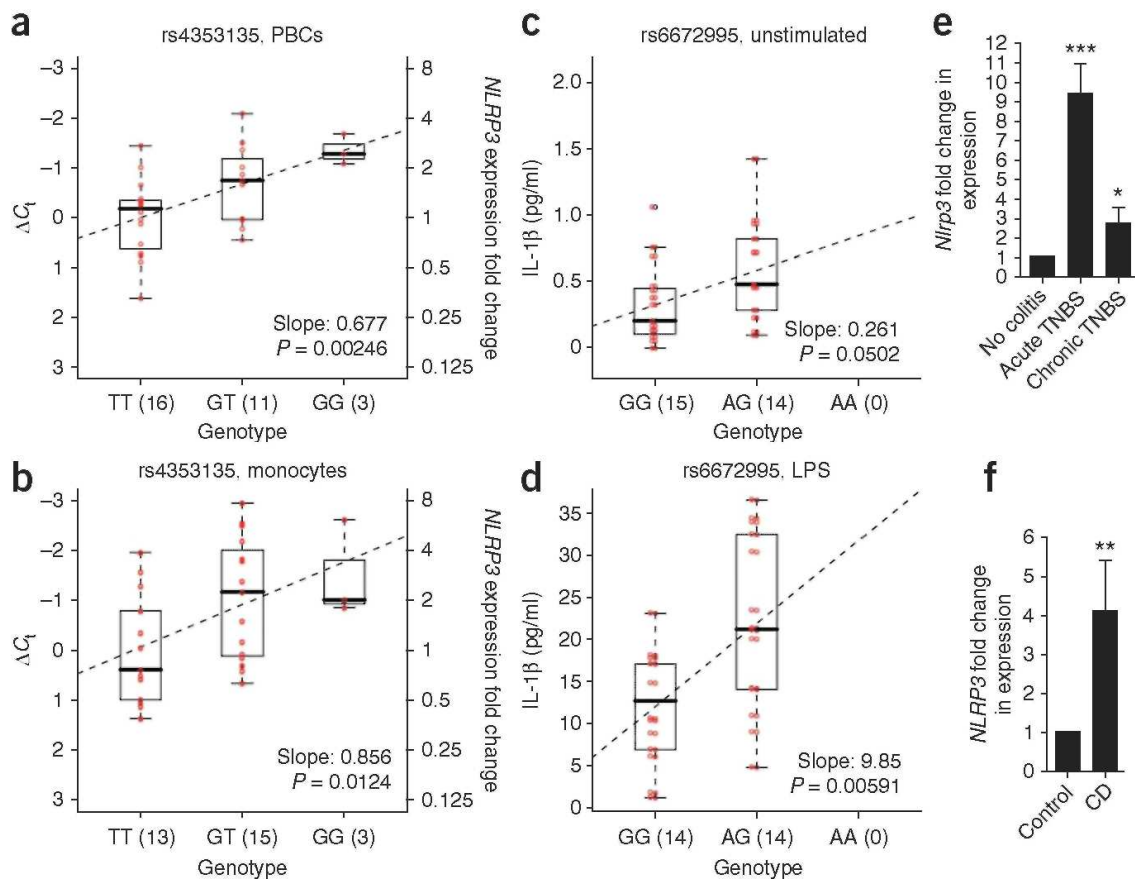 a
rs4353135, PBCs
–3
–2
–1
0
1
2
3
ΔCt
8
4
2
1
0.5
0.25
0.125
NLRP3 expression fold change
Slope: 0.677
P = 0.00246
TT (16) GT (11) GG (3)
Genotype
b
rs4353135, monocytes
–3
–2
–1
0
1
2
3
ΔCt
8
4
2
1
0.5
0.25
0.125
NLRP3 expression fold change
Slope: 0.856
P = 0.0124
TT (13) GT (15) GG (3)
Genotype
c
rs6672995, unstimulated
2.0
1.5
1.0
0.5
0
IL-1β (pg/ml)
Slope: 0.261
P = 0.0502
GG (15) AG (14) AA (0)
Genotype
d
rs6672995, LPS
35
30
25
20
15
10
5
0
IL-1β (pg/ml)
Slope: 9.85
P = 0.00591
GG (14) AG (14) AA (0)
Genotype
e
12
11
10
9
8
7
6
5
4
3
2
1
0
Nlrp3 fold change in
expression
***
*
No colitis
Acute TNBS
Chronic TNBS
f
6
5
4
3
2
1
0
NLRP3 fold change
in expression
**
Control
CD